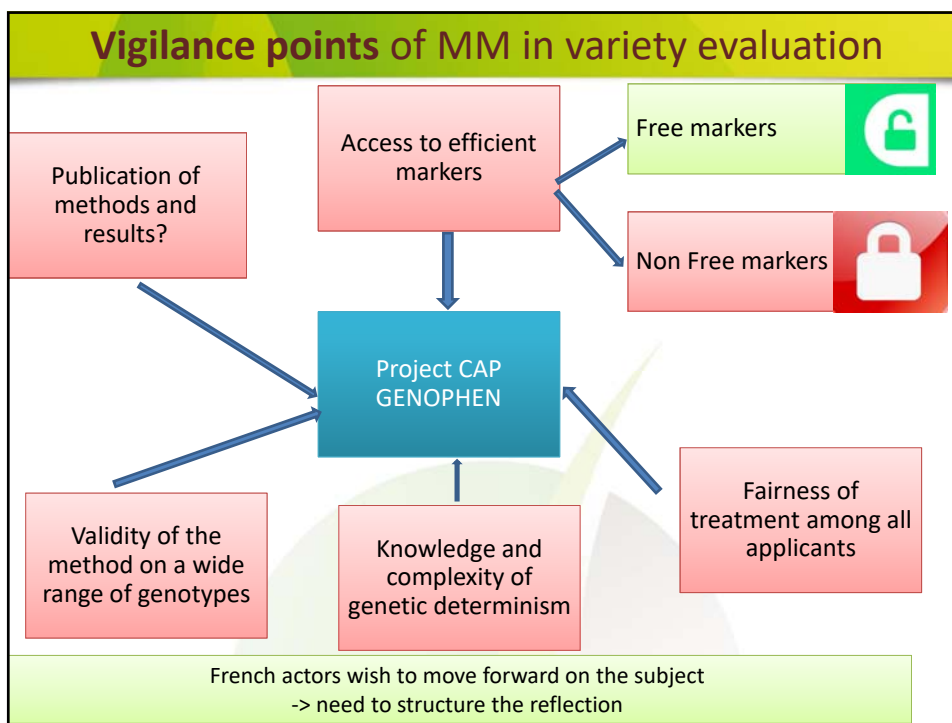 Vigilance points of MM in variety evaluation
Publication of
methods and
results?
Access to efficient
markers
Free markers
Non Free markers
Project CAP
GENOPHEN
Validity of the
method on a wide
range of genotypes
Knowledge and
complexity of
genetic determinism
Fairness of
treatment among all
applicants
French actors wish to move forward on the subject
-> need to structure the reflection